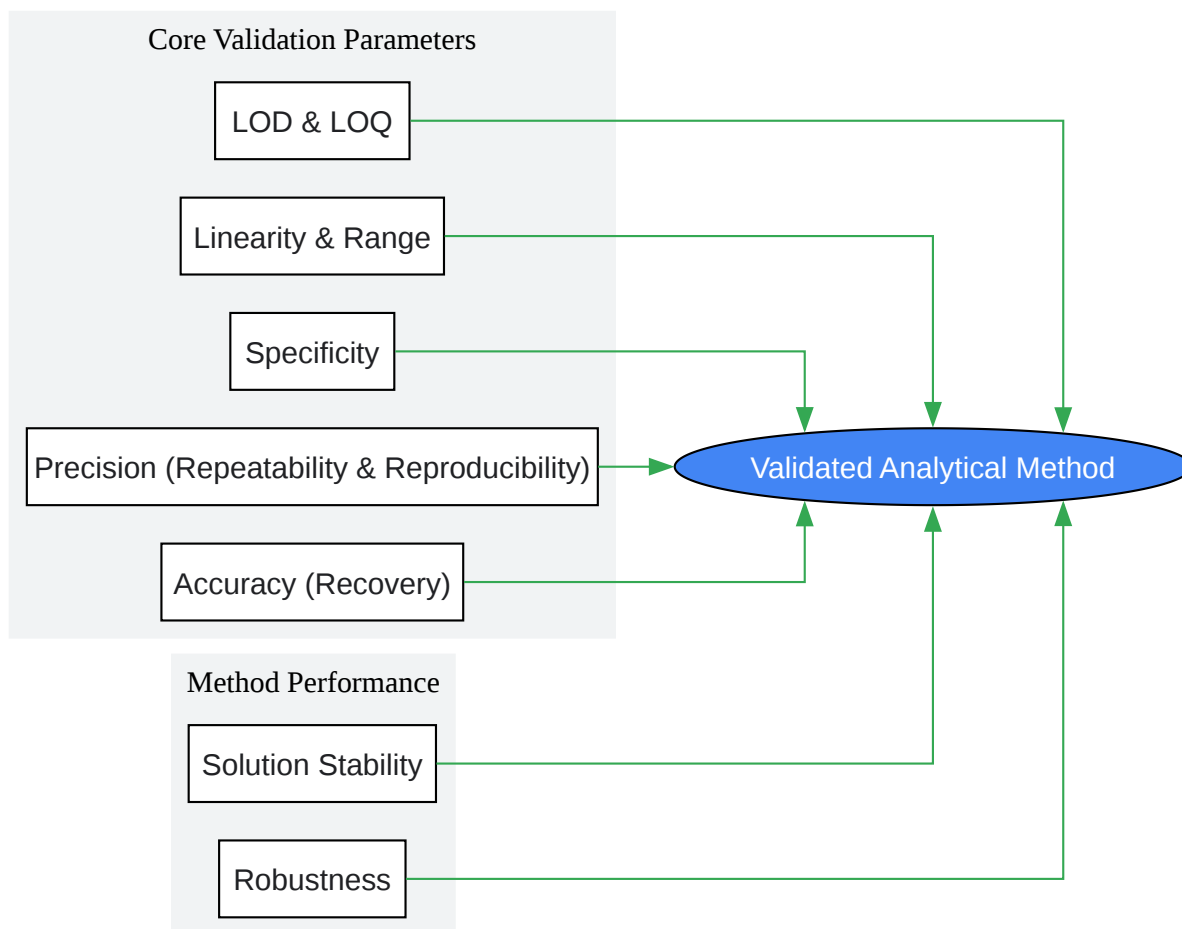 Core Validation Parameters
LOD & LOQ
Linearity & Range
Specificity
Precision (Repeatability & Reproducibility)
Validated Analytical Method
Accuracy (Recovery)
Method Performance
Solution Stability
Robustness